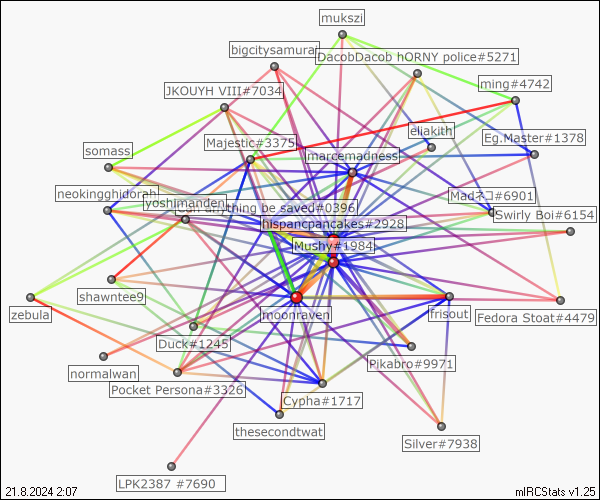 mukszi
bigcitysamurai
DacobDacob hORNY police#5271
JKOUYH VIII#7034
ming#4742
eliakith
Eg.Master#1378
Majestic#3375
somass
marcemadness
neokingghidorah
yoshimanden
can anything be saved#0396
Madネコ#6901
Swirly Boi#6154
hispancpancakes#2928
Mushy#1984
shawntee9
zebula
moonraven
frisout
Fedora Stoat#4479
Duck#1245
normalwan
Pikabro#9971
Pocket Persona#3326
Cypha#1717
thesecondtwat
Silver#7938
LPK2387 #7690
21.8.2024 2:07
mIRCStats v1.25